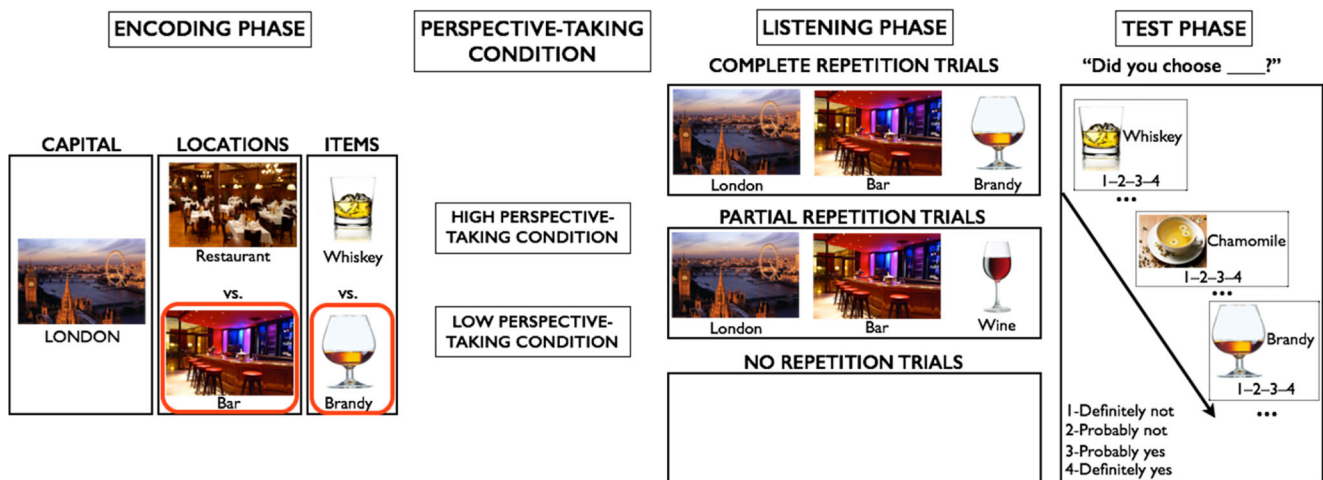 ENCODING PHASE
CAPITAL
LOCATIONS
ITEMS
LONDON
Restaurant
vs.
Bar
Whiskey
vs.
Brandy
PERSPECTIVE-TAKING
CONDITION
HIGH PERSPECTIVE-
TAKING CONDITION
LOW PERSPECTIVE-
TAKING CONDITION
LISTENING PHASE
COMPLETE REPETITION TRIALS
London
Bar
Brandy
PARTIAL REPETITION TRIALS
London
Bar
Wine
NO REPETITION TRIALS
TEST PHASE
“Did you choose ____?”
Whiskey
1–2–3–4
...
Chamomile
1–2–3–4
...
Brandy
1–2–3–4
...
1-Definitely not
2-Probably not
3-Probably yes
4-Definitely yes